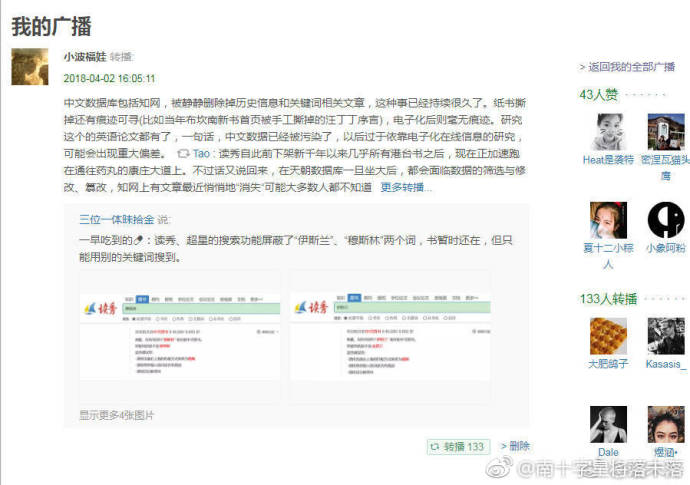 我的广播
小波福娃 转播:
2018-04-02 16:05:11
中文数据库包括知网,被静静删除掉历史信息和关键词相关文章,这种事已经持续很久了。纸书撕
掉还有痕迹可寻(比如当年布坎南新书首页被手工撕掉的汪丁丁序言),电子化后则毫无痕迹。研究
这个的英语论文都有了,一句话,中文数据已经被污染了,以后过于依靠电子化在线信息的研究,
可能会出现重大偏差。 Tao : 读秀自此前下架新千年以来几乎所有港台书之后,现在正加速跑
在通往药丸的康庄大道上。不过话又说回来,在天朝数据库一旦坐大后,都会面临数据的筛选与修
改、篡改,知网上有文章最近悄悄地“消失”可能大多数人都不知道 更多转播...
三位一体昧拾金 说:
一早吃到的💊:读秀、超星的搜索功能屏蔽了“伊斯兰”、“穆斯林”两个词,书暂时还在,但只
能用别的关键词搜到。
读秀
读秀
显示更多4张图片
转播 133
> 删除
> 返回我的全部广播
43人赞 · · · · · ·
Heat是袭特
密涅瓦猫头
鹰
夏十二小粽
人
小象阿粉
133人转播 · · · · · ·
大肥鸽子
Kasasis_
Dale
煜涵•
@南十字星将落未落